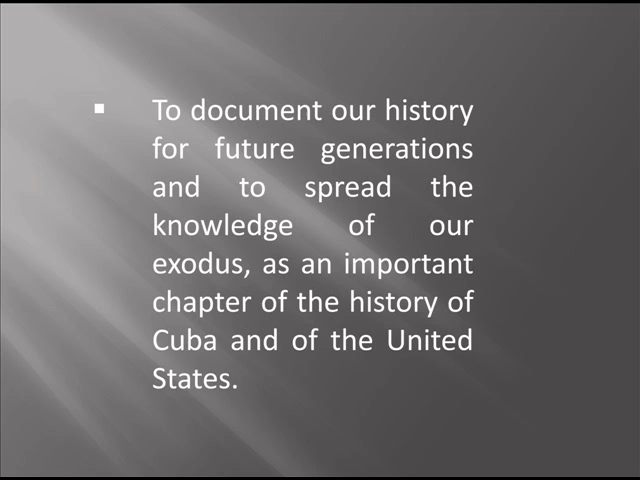 ▪ To document our history
for future generations
and to spread the
knowledge of our
exodus, as an important
chapter of the history of
Cuba and of the United
States.